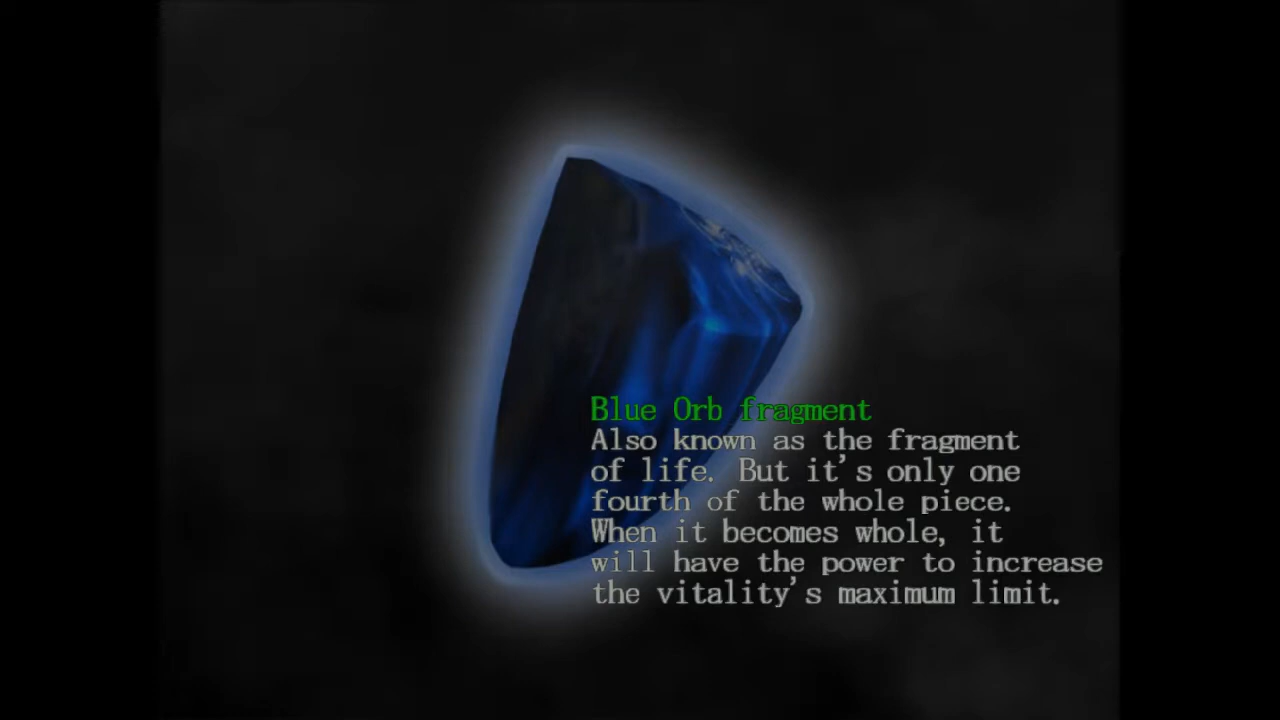 Blue Orb fragment
Also known as the fragment
of life. But it's only one
fourth of the whole piece.
When it becomes whole, it
will have the power to increase
the vitality's maximum limit.